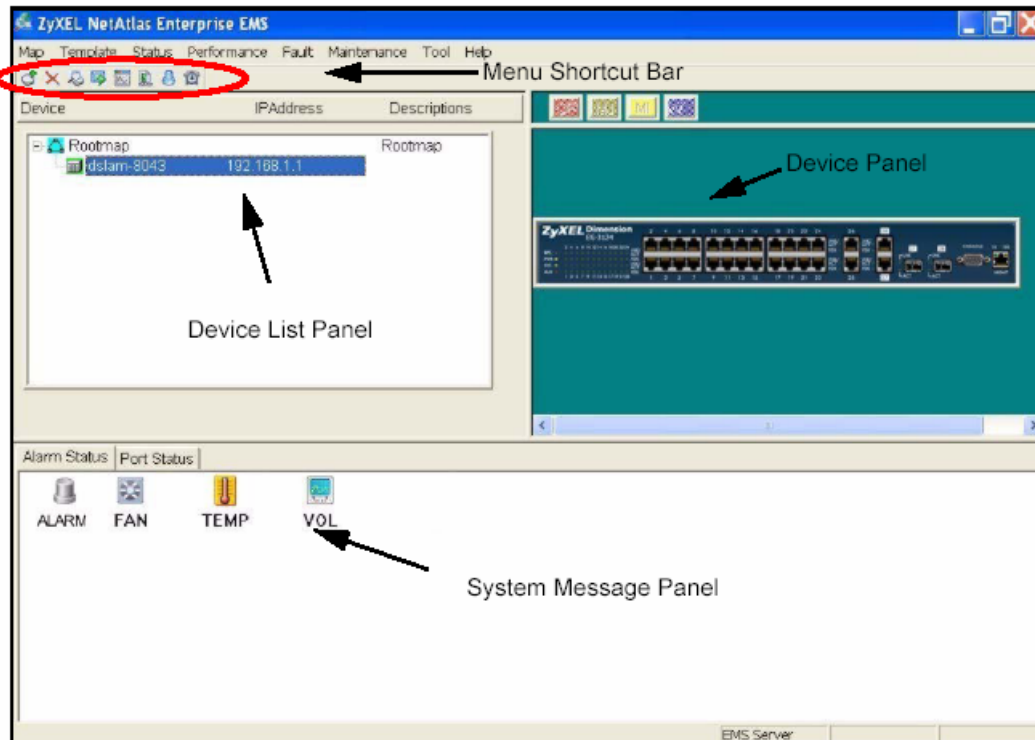 ZyXEL NetAtlas Enterprise EMS
Map Template Status Performance Fault Maintenance Tool Help
Menu Shortcut Bar
Device IPAddress Descriptions
Rootmap Rootmap
dslam-8043 192.168.1.1
Device Panel
ZyXEL Dimension
Device List Panel
Alarm Status Port Status
ALARM FAN TEMP VOL
System Message Panel
EMS Server